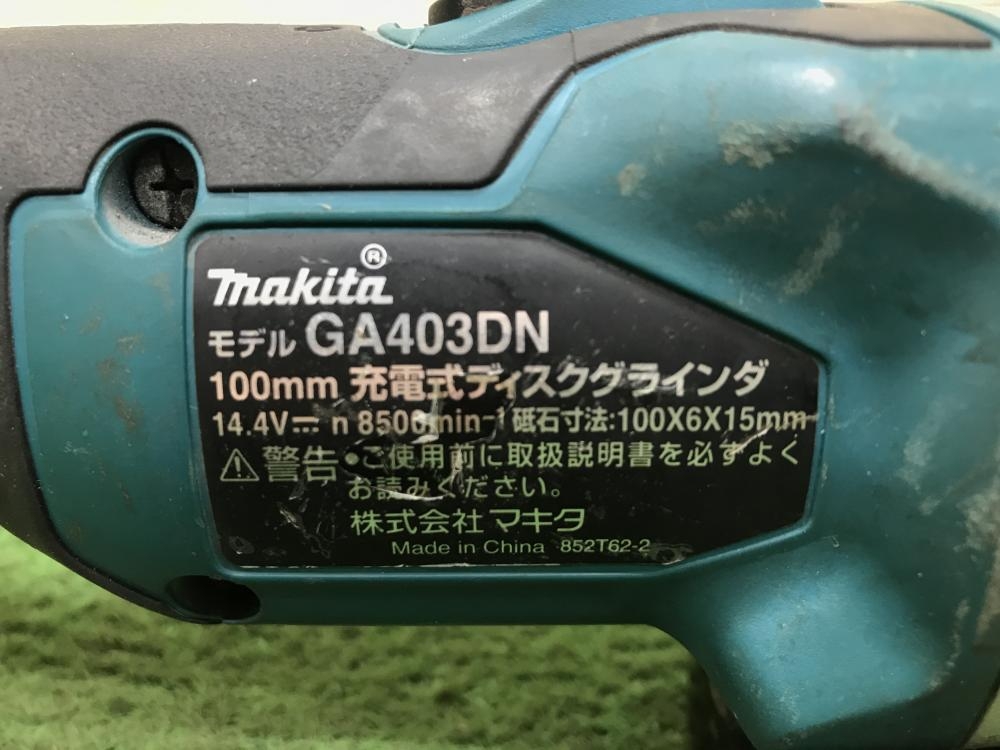 makita®
モデル GA403DN
100mm 充電式ディスクグラインダ
14.4V⎓ n 8500min⁻¹ 砥石寸法:100X6X15mm
⚠警告 •ご使用前に取扱説明書を必ずよく
お読みください。
株式会社マキタ
Made in China 852T62-2